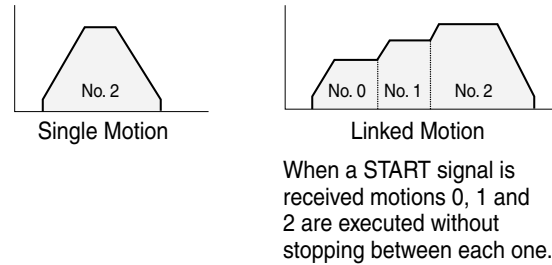 No. 2
Single Motion
No. 0 No. 1 No. 2
Linked Motion
When a START signal is
received motions 0, 1 and
2 are executed without
stopping between each one.